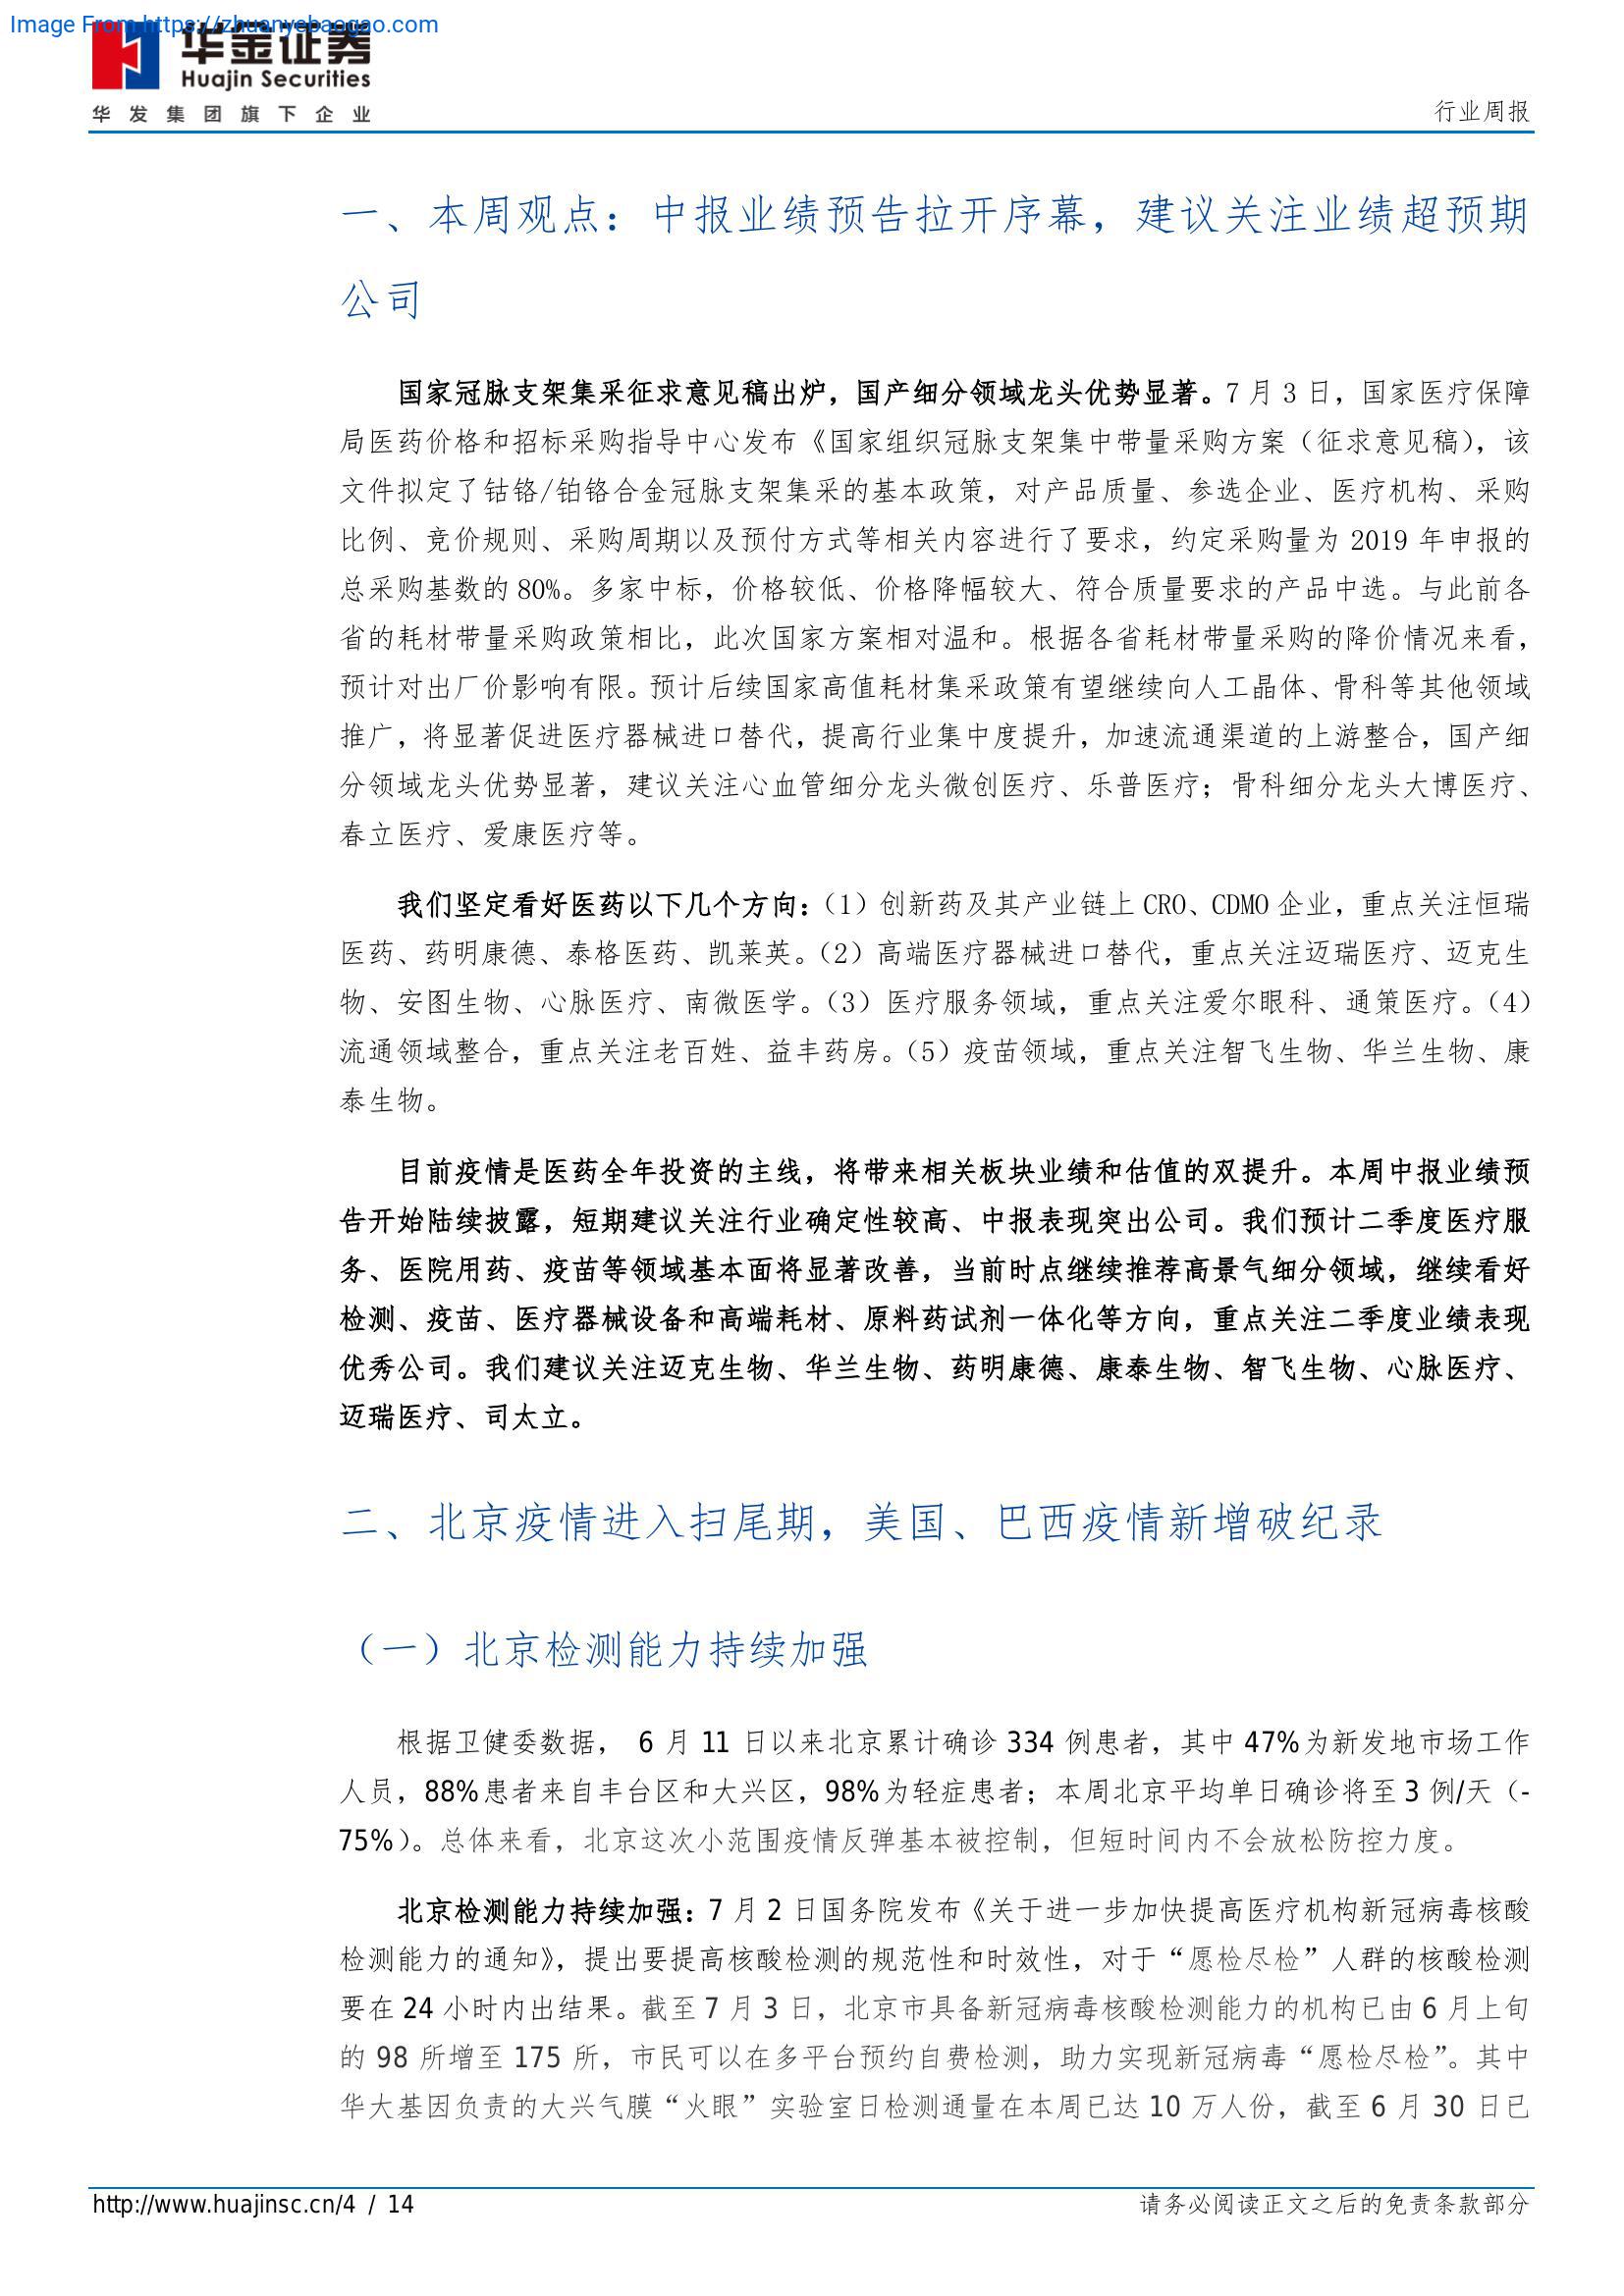 Image From https://zhuanyebaogao.com
华金证券
Huajin Securities
华发集团旗下企业
行业周报
一、本周观点：中报业绩预告拉开序幕，建议关注业绩超预期
公司
国家冠脉支架集采征求意见稿出炉，国产细分领域龙头优势显著。7 月 3 日，国家医疗保障
局医药价格和招标采购指导中心发布《国家组织冠脉支架集中带量采购方案（征求意见稿），该
文件拟定了钴铬/铂铬合金冠脉支架集采的基本政策，对产品质量、参选企业、医疗机构、采购
比例、竞价规则、采购周期以及预付方式等相关内容进行了要求，约定采购量为 2019 年申报的
总采购基数的 80%。多家中标，价格较低、价格降幅较大、符合质量要求的产品中选。与此前各
省的耗材带量采购政策相比，此次国家方案相对温和。根据各省耗材带量采购的降价情况来看，
预计对出厂价影响有限。预计后续国家高值耗材集采政策有望继续向人工晶体、骨科等其他领域
推广，将显著促进医疗器械进口替代，提高行业集中度提升，加速流通渠道的上游整合，国产细
分领域龙头优势显著，建议关注心血管细分龙头微创医疗、乐普医疗；骨科细分龙头大博医疗、
春立医疗、爱康医疗等。
我们坚定看好医药以下几个方向：（1）创新药及其产业链上 CRO、CDMO 企业，重点关注恒瑞
医药、药明康德、泰格医药、凯莱英。（2）高端医疗器械进口替代，重点关注迈瑞医疗、迈克生
物、安图生物、心脉医疗、南微医学。（3）医疗服务领域，重点关注爱尔眼科、通策医疗。（4）
流通领域整合，重点关注老百姓、益丰药房。（5）疫苗领域，重点关注智飞生物、华兰生物、康
泰生物。
目前疫情是医药全年投资的主线，将带来相关板块业绩和估值的双提升。本周中报业绩预
告开始陆续披露，短期建议关注行业确定性较高、中报表现突出公司。我们预计二季度医疗服
务、医院用药、疫苗等领域基本面将显著改善，当前时点继续推荐高景气细分领域，继续看好
检测、疫苗、医疗器械设备和高端耗材、原料药试剂一体化等方向，重点关注二季度业绩表现
优秀公司。我们建议关注迈克生物、华兰生物、药明康德、康泰生物、智飞生物、心脉医疗、
迈瑞医疗、司太立。
二、北京疫情进入扫尾期，美国、巴西疫情新增破纪录
（一）北京检测能力持续加强
根据卫健委数据， 6 月 11 日以来北京累计确诊 334 例患者，其中 47%为新发地市场工作
人员，88%患者来自丰台区和大兴区，98%为轻症患者；本周北京平均单日确诊将至 3 例/天（-
75%）。总体来看，北京这次小范围疫情反弹基本被控制，但短时间内不会放松防控力度。
北京检测能力持续加强：7 月 2 日国务院发布《关于进一步加快提高医疗机构新冠病毒核酸
检测能力的通知》，提出要提高核酸检测的规范性和时效性，对于“愿检尽检”人群的核酸检测
要在 24 小时内出结果。截至 7 月 3 日，北京市具备新冠病毒核酸检测能力的机构已由 6 月上旬
的 98 所增至 175 所，市民可以在多平台预约自费检测，助力实现新冠病毒“愿检尽检”。其中
华大基因负责的大兴气膜“火眼”实验室日检测通量在本周已达 10 万人份，截至 6 月 30 日已
http://www.huajinsc.cn/4 / 14
请务必阅读正文之后的免责条款部分